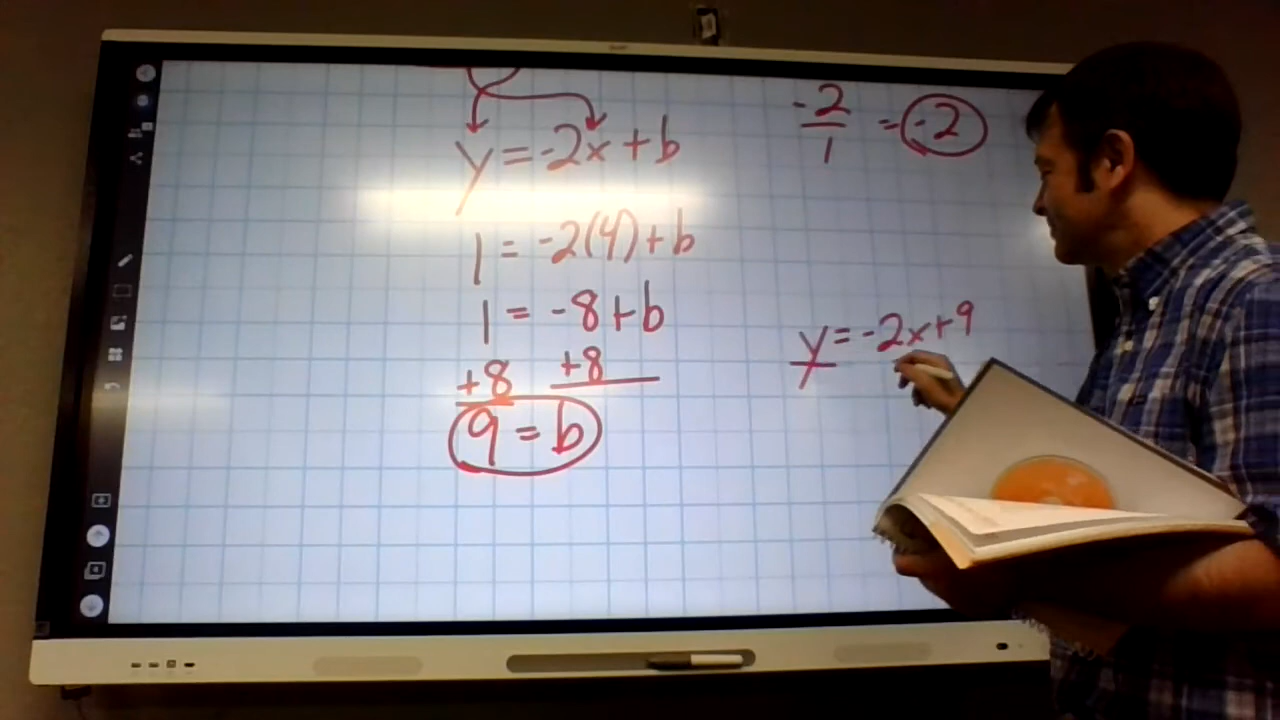 y = -2x + b
1 = -2(4) + b
1 = -8 + b
+8 +8
9 = b
-2/1 = -2
y = -2x + 9